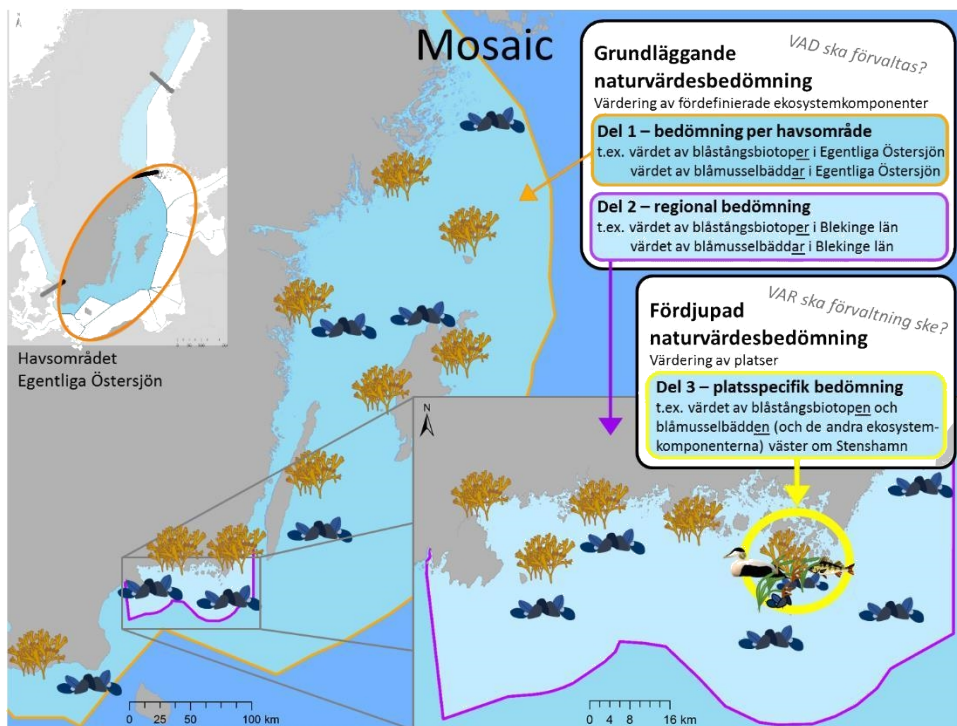 Mosaic
Havsområdet
Egentliga Östersjön
Grundläggande
naturvärdesbedömning
VAD ska förvaltas?
Värdering av fördefinierade ekosystemkomponenter
Del 1 – bedömning per havsområde
t.ex. värdet av blåstångsbiotoper i Egentliga Östersjön
värdet av blåmusselbäddar i Egentliga Östersjön
Del 2 – regional bedömning
t.ex. värdet av blåstångsbiotoper i Blekinge län
värdet av blåmusselbäddar i Blekinge län
Fördjupad
naturvärdesbedömning
VAR ska förvaltning ske?
Värdering av platser
Del 3 – platsspecifik bedömning
t.ex. värdet av blåstångsbiotopen och
blåmusselbädden (och de andra ekosystem-
komponenterna) väster om Stenshamn
N
0 25 50 100 km
0 4 8 16 km